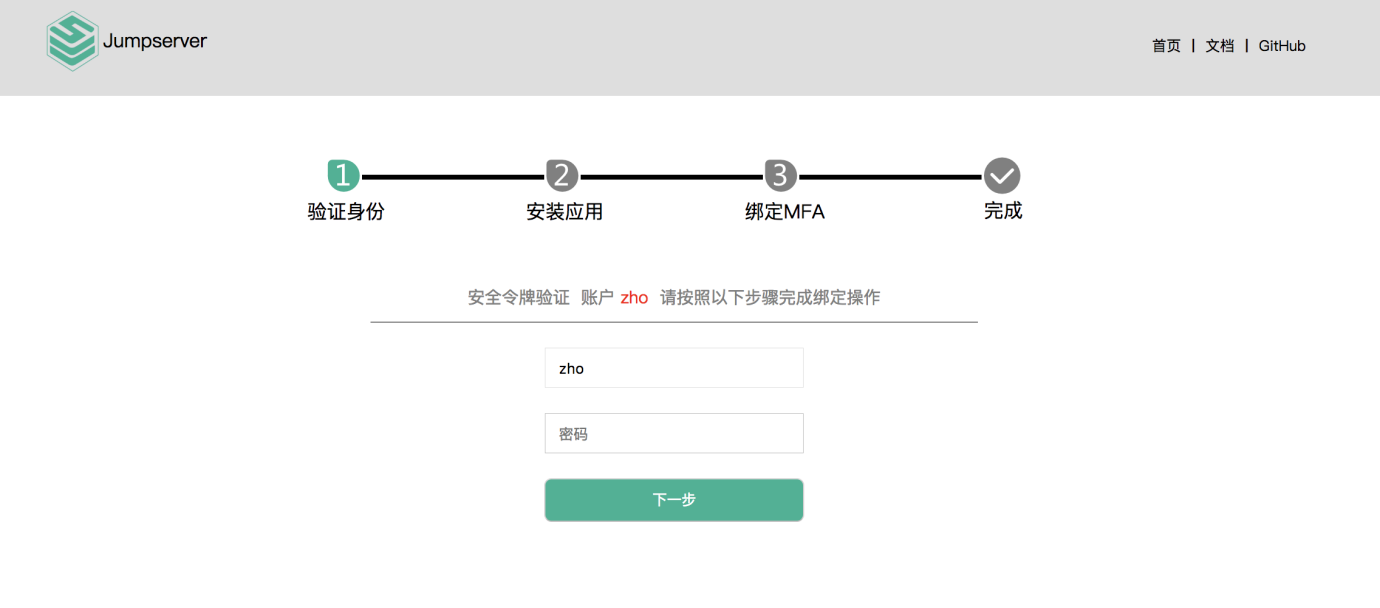 Jumpserver
首页 | 文档 | GitHub
1 2 3
验证身份 安装应用 绑定MFA 完成
安全令牌验证 账户 zho 请按照以下步骤完成绑定操作
zho
密码
下一步